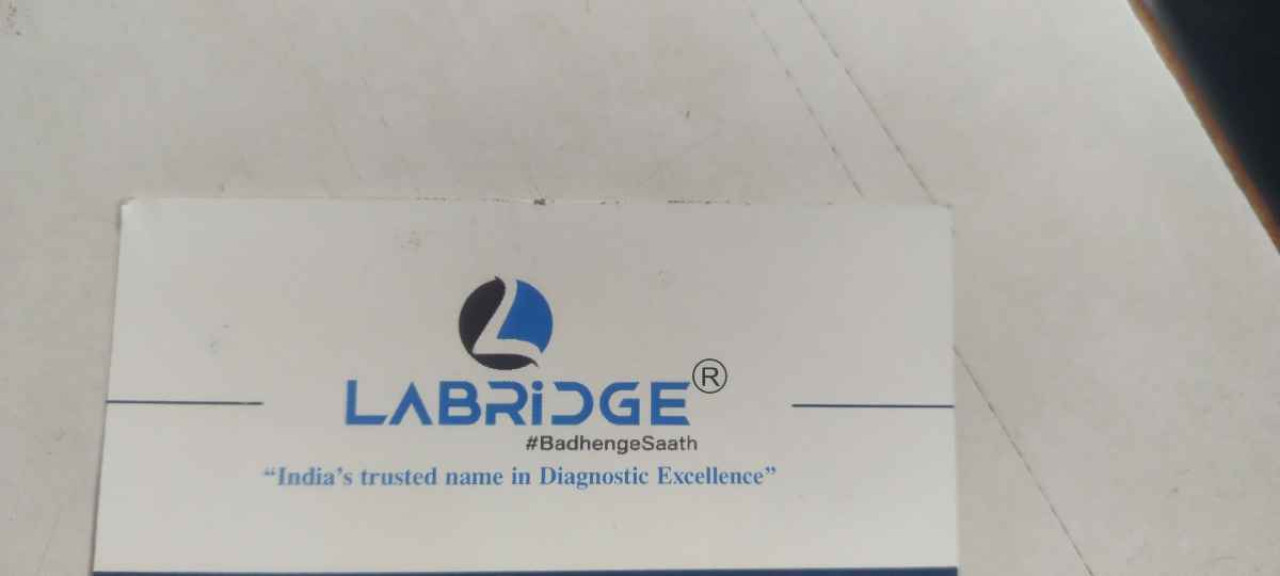 LABRiDGE®
#BadhengeSaath
“India’s trusted name in Diagnostic Excellence”